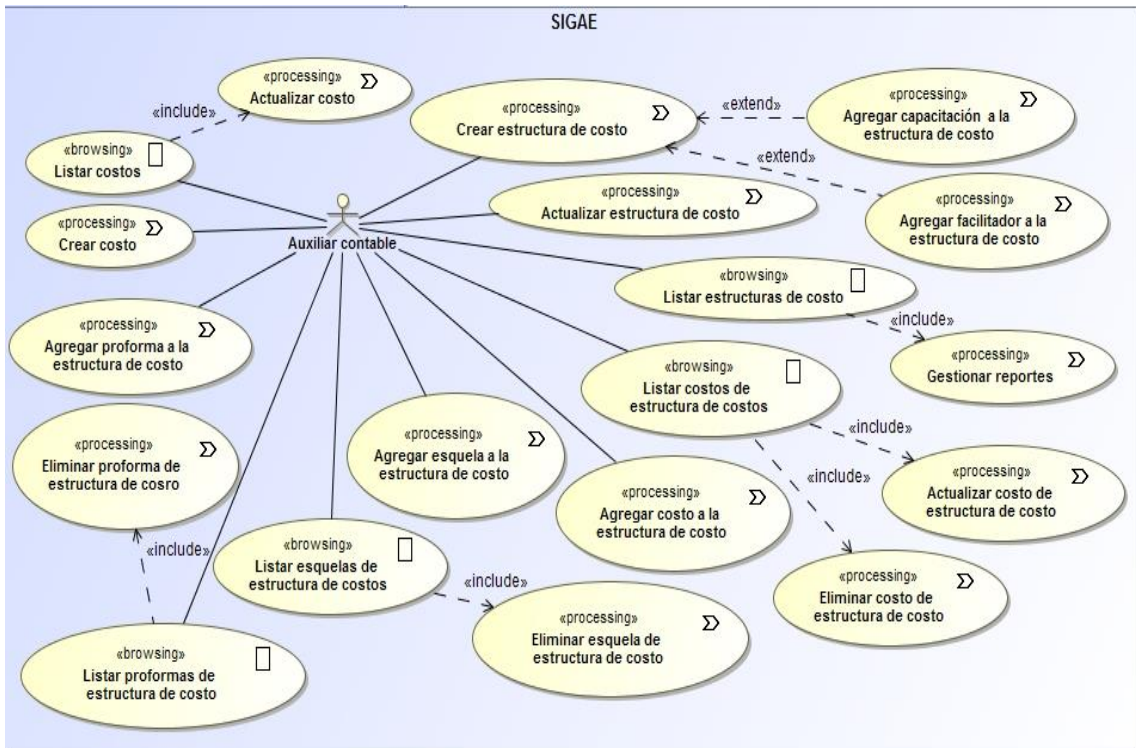 SIGAE
«processing»
Actualizar costo
«include»
«browsing»
Listar costos
«processing»
Crear costo
«processing»
Crear estructura de costo
«extend»
«processing»
Agregar capacitación a la
estructura de costo
«extend»
«processing»
Agregar facilitador a la
estructura de costo
«processing»
Actualizar estructura de costo
Auxiliar contable
«browsing»
Listar estructuras de costo
«include»
«processing»
Gestionar reportes
«processing»
Agregar proforma a la
estructura de costo
«browsing»
Listar costos de
estructura de costos
«include»
«processing»
Actualizar costo de
estructura de costo
«include»
«processing»
Eliminar costo de
estructura de costo
«processing»
Eliminar proforma de
estructura de cosro
«include»
«processing»
Agregar esquela a la
estructura de costo
«processing»
Agregar costo a la
estructura de costo
«browsing»
Listar esquelas de
estructura de costos
«include»
«processing»
Eliminar esquela de
estructura de costo
«browsing»
Listar proformas de
estructura de costo